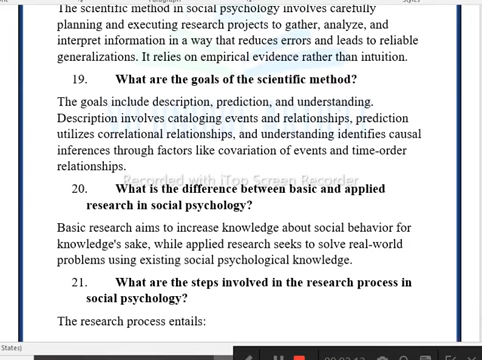 The scientific method in social psychology involves carefully
planning and executing research projects to gather, analyze, and
interpret information in a way that reduces errors and leads to reliable
generalizations. It relies on empirical evidence rather than intuition.
19. What are the goals of the scientific method?
The goals include description, prediction, and understanding.
Description involves cataloging events and relationships, prediction
utilizes correlational relationships, and understanding identifies causal
inferences through factors like covariation of events and time-order
relationships.
Recorded with iTop Screen Recorder
20. What is the difference between basic and applied
research in social psychology?
Basic research aims to increase knowledge about social behavior for
knowledge's sake, while applied research seeks to solve real-world
problems using existing social psychological knowledge.
21. What are the steps involved in the research process in
social psychology?
The research process entails:
States)